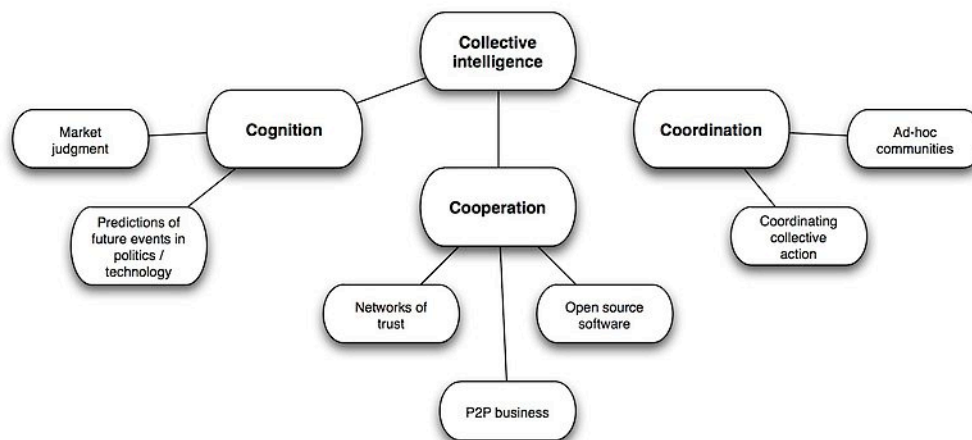 Collective
intelligence
Cognition
Coordination
Market
judgment
Ad-hoc
communities
Cooperation
Predictions of
future events in
politics /
technology
Coordinating
collective
action
Networks of
trust
Open source
software
P2P business